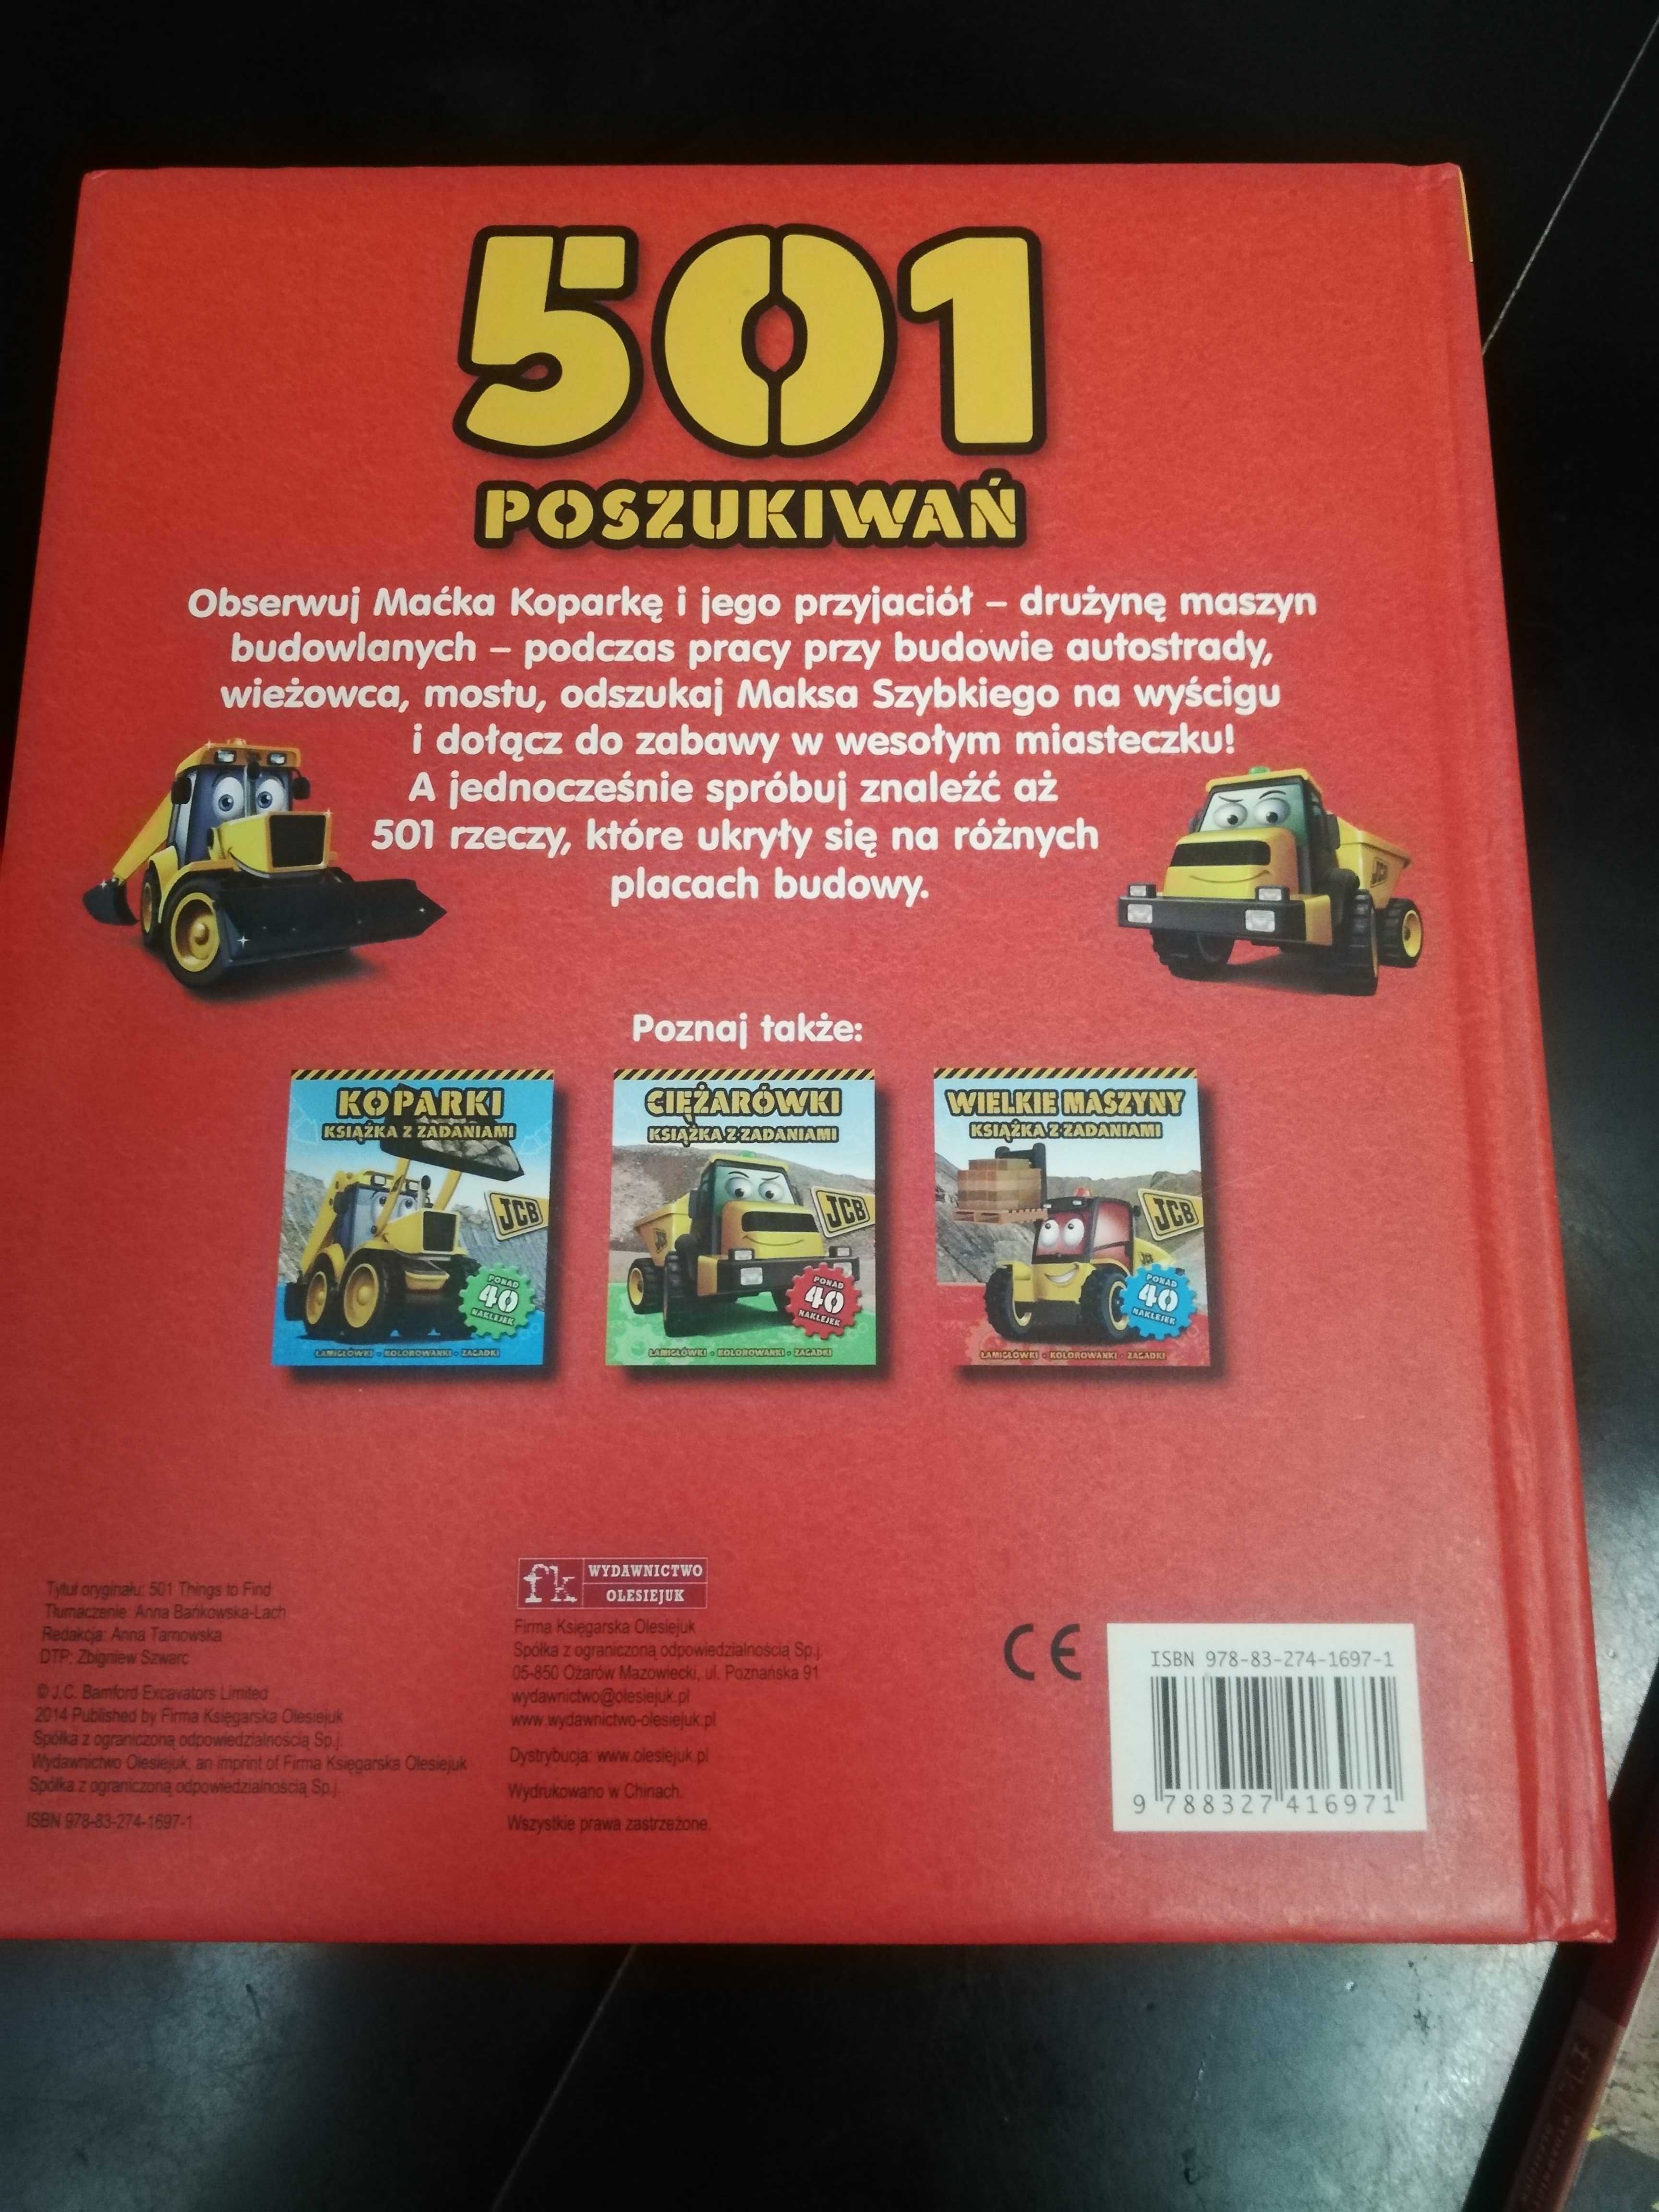 501
POSZUKIWAŃ
Obserwuj Maćka Koparkę i jego przyjaciół – drużynę maszyn
budowlanych – podczas pracy przy budowie autostrady,
wieżowca, mostu, odszukaj Maksa Szybkiego na wyścigu
i dołącz do zabawy w wesołym miasteczku!
A jednocześnie spróbuj znaleźć aż
501 rzeczy, które ukryły się na różnych
placach budowy.
JCB
Poznaj także:
KOPARKI
KSIĄŻKA Z ZADANIAMI
JCB
PONAD
40
NAKLEJEK
ŁAMIGŁÓWKI • KOLOROWANKI • ZAGADKI
CIĘŻARÓWKI
KSIĄŻKA Z ZADANIAMI
JCB
PONAD
40
NAKLEJEK
ŁAMIGŁÓWKI • KOLOROWANKI • ZAGADKI
WIELKIE MASZYNY
KSIĄŻKA Z ZADANIAMI
JCB
PONAD
40
NAKLEJEK
ŁAMIGŁÓWKI • KOLOROWANKI • ZAGADKI
Tytuł oryginału: 501 Things to Find
Tłumaczenie: Anna Bańkowska-Lach
Redakcja: Anna Tarnowska
DTP: Zbigniew Szwarc
© J.C. Bamford Excavators Limited
2014 Published by Firma Księgarska Olesiejuk
Spółka z ograniczoną odpowiedzialnością Sp.j.
Wydawnictwo Olesiejuk, an imprint of Firma Księgarska Olesiejuk
Spółka z ograniczoną odpowiedzialnością Sp.j.
ISBN 978-83-274-1697-1
fk WYDAWNICTWO
OLESIEJUK
Firma Księgarska Olesiejuk
Spółka z ograniczoną odpowiedzialnością Sp.j.
05-850 Ożarów Mazowiecki, ul. Poznańska 91
wydawnictwo@olesiejuk.pl
www.wydawnictwo-olesiejuk.pl
Dystrybucja: www.olesiejuk.pl
Wydrukowano w Chinach.
Wszystkie prawa zastrzeżone.
CE
ISBN 978-83-274-1697-1
9 788327 416971